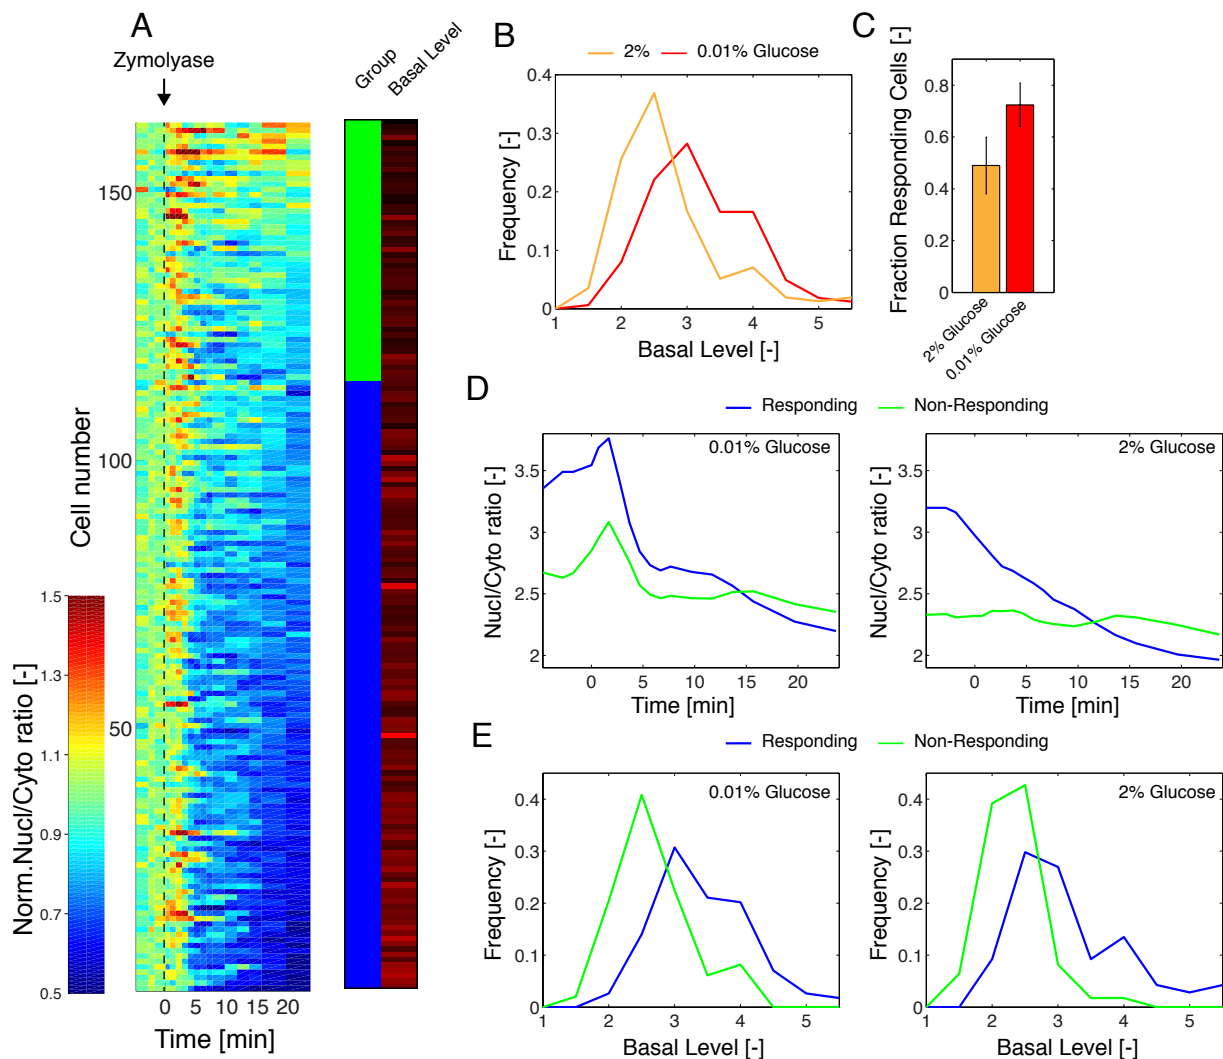 A
Zymolyase
Group
Basal Level
150
100
50
Cell number
1.5
1.3
1.1
0.9
0.7
0.5
Norm.Nucl/Cyto ratio [-]
0 5 10 15 20
Time [min]
B
2% 0.01% Glucose
0.4
0.3
0.2
0.1
0
Frequency [-]
1 2 3 4 5
Basal Level [-]
C
Fraction Responding Cells [-]
0.8
0.6
0.4
0.2
0
2% Glucose
0.01% Glucose
D
Responding Non-Responding
0.01% Glucose
3.5
3
2.5
2
Nucl/Cyto ratio [-]
0 5 10 15 20
Time [min]
2% Glucose
3.5
3
2.5
2
Nucl/Cyto ratio [-]
0 5 10 15 20
Time [min]
E
Responding Non-Responding
0.01% Glucose
0.4
0.3
0.2
0.1
0
Frequency [-]
1 2 3 4 5
Basal Level [-]
2% Glucose
0.4
0.3
0.2
0.1
0
Frequency [-]
1 2 3 4 5
Basal Level [-]